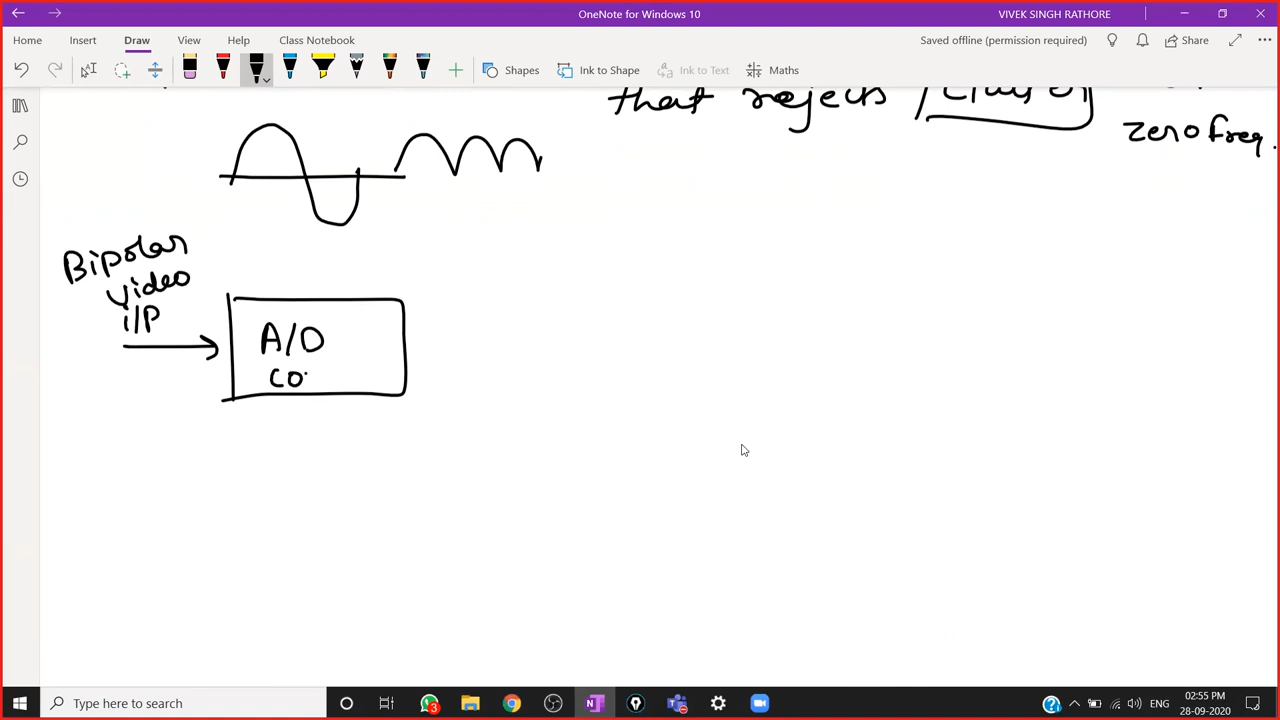 OneNote for Windows 10
VIVEK SINGH RATHORE
Home Insert Draw View Help Class Notebook
Saved offline (permission required) Share
Shapes Ink to Shape Ink to Text Maths
that rejects
zero freq.
Bipolar
video
i/P
A/D
CO
Type here to search
3
ENG
02:55 PM
28-09-2020